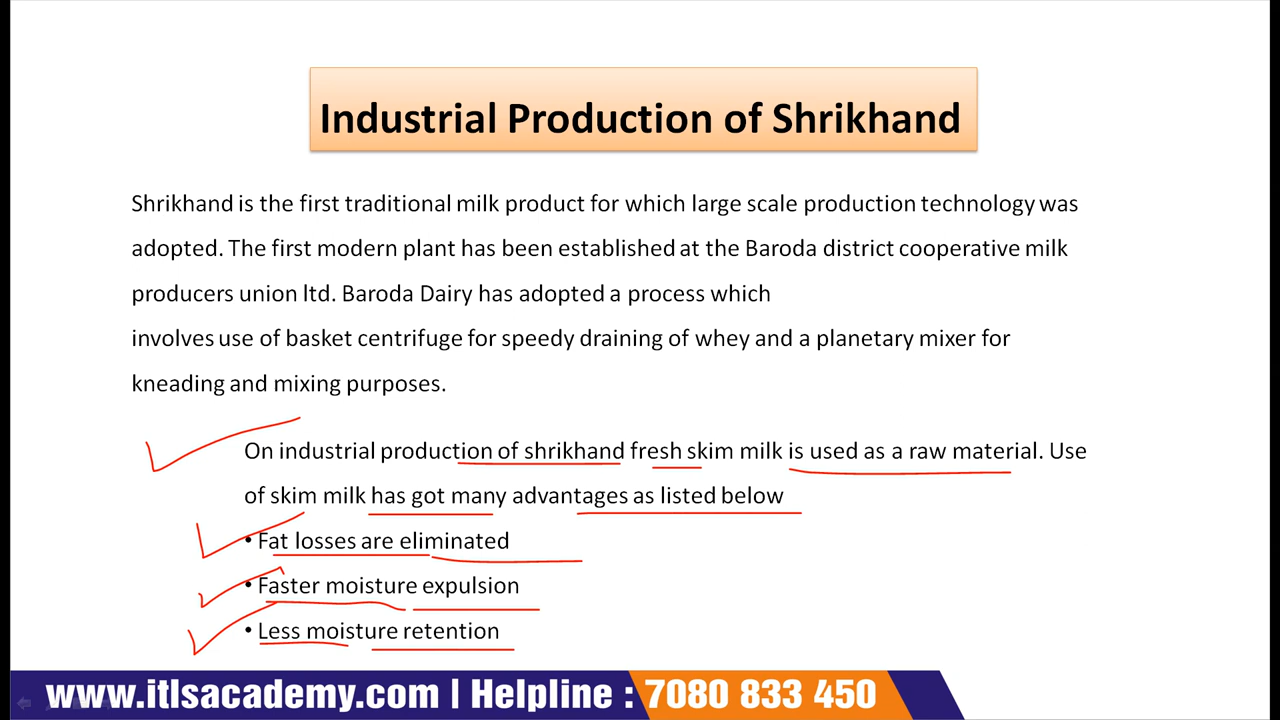 Industrial Production of Shrikhand
Shrikhand is the first traditional milk product for which large scale production technology was
adopted. The first modern plant has been established at the Baroda district cooperative milk
producers union ltd. Baroda Dairy has adopted a process which
involves use of basket centrifuge for speedy draining of whey and a planetary mixer for
kneading and mixing purposes.
On industrial production of shrikhand fresh skim milk is used as a raw material. Use
of skim milk has got many advantages as listed below
• Fat losses are eliminated
• Faster moisture expulsion
• Less moisture retention
www.itlsacademy.com | Helpline : 7080 833 450